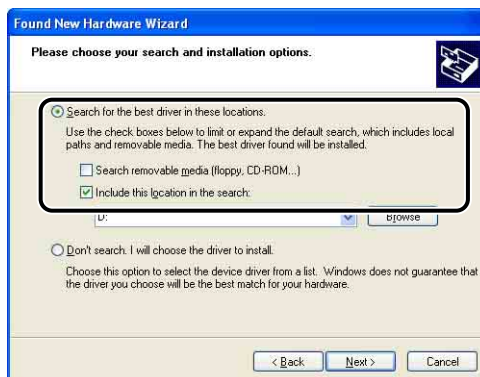 Found New Hardware Wizard
Please choose your search and installation options.
Search for the best driver in these locations.
Use the check boxes below to limit or expand the default search, which includes local
paths and removable media. The best driver found will be installed.
Search removable media (floppy, CD-ROM...)
Include this location in the search:
D:
Browse
Don't search. I will choose the driver to install.
Choose this option to select the device driver from a list. Windows does not guarantee that
the driver you choose will be the best match for your hardware.
< Back
Next >
Cancel